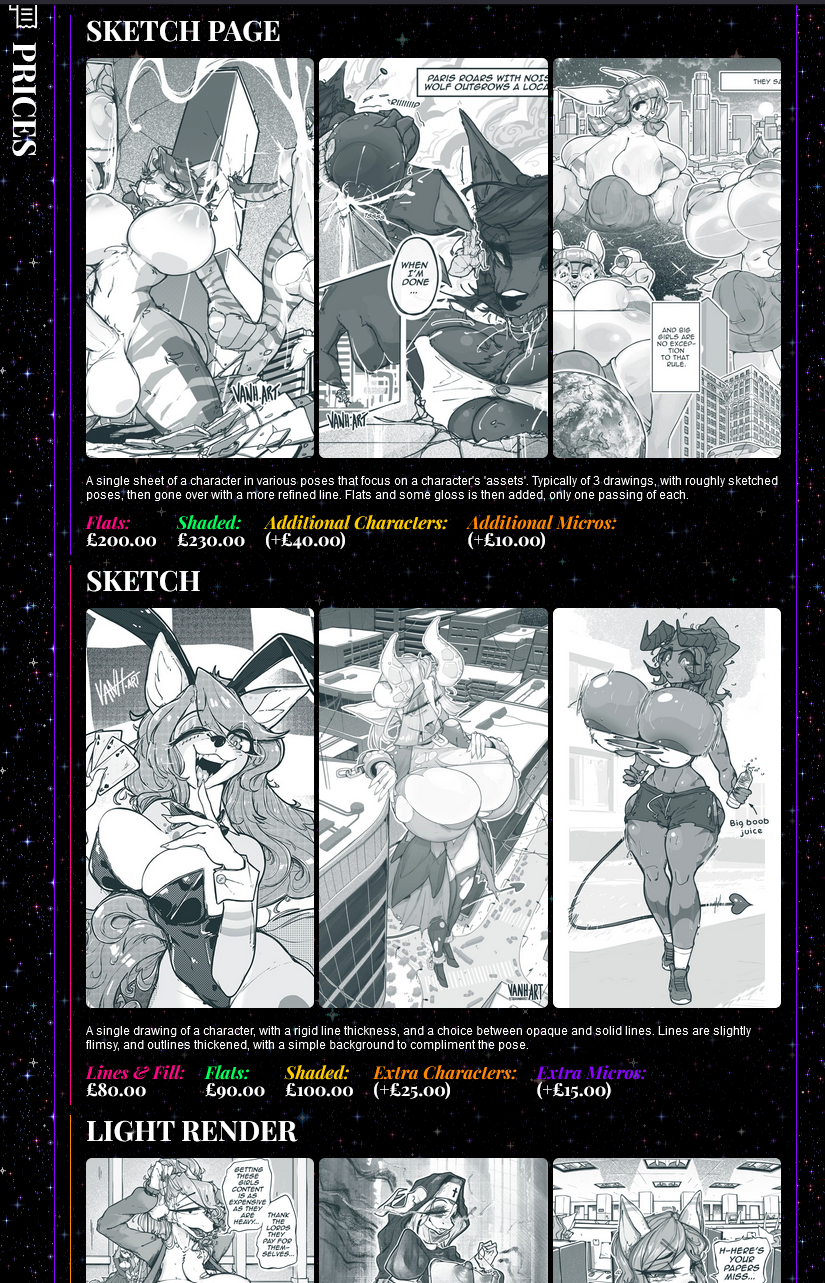 PRICES
SKETCH PAGE
PARIS ROARS WITH
WOLF OUTGROWS A
THEY
WHEN
I'M
DONE
...
AND BIG
GIRLS ARE
NO EXCEP-
TION
TO THAT
RULE.
VANH-ART
VANH-ART
A single sheet of a character in various poses that focus on a character's 'assets'. Typically of 3 drawings, with roughly sketched
poses, then gone over with a more refined line. Flats and some gloss is then added, only one passing of each.
Flats: Shaded: Additional Characters: Additional Micros:
£200.00 £230.00 (+£40.00) (+£10.00)
SKETCH
VANH-ART
Big boob
juice
VANH-ART
A single drawing of a character, with a rigid line thickness, and a choice between opaque and solid lines. Lines are slightly
flimsy, and outlines thickened, with a simple background to compliment the pose.
Lines & Fill: Flats: Shaded: Extra Characters: Extra Micros:
£80.00 £90.00 £100.00 (+£25.00) (+£15.00)
LIGHT RENDER
GETTING
THESE
GIRLS
CONTENT
IS AS
EXPENSIVE
AS THEY
ARE
HEAVY...
THANK
THE
LORDS
THEY
PAY FOR
THEM-
SELVES...
H-HERE'S
YOUR
PAPERS
MISS...